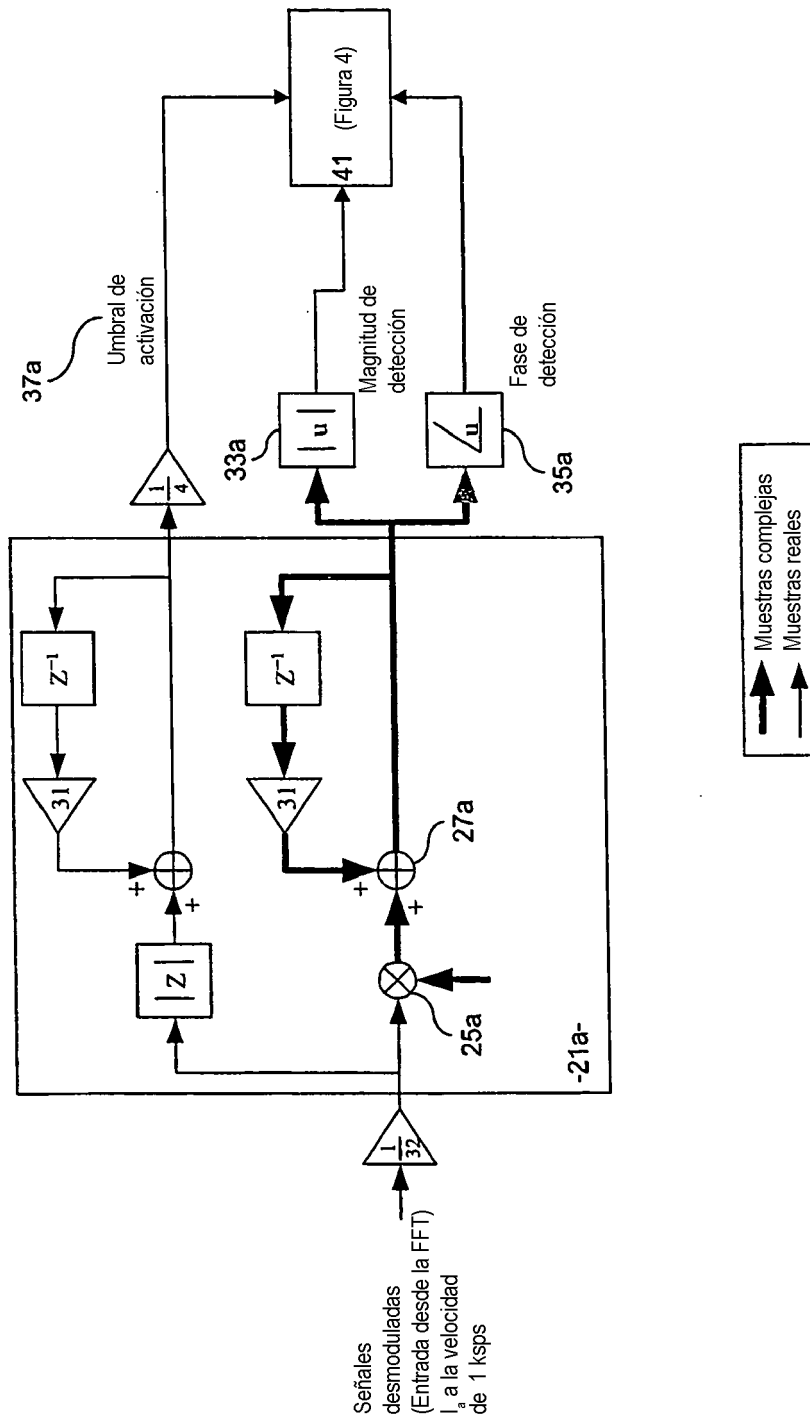 37a
Umbral de
activación
1
4
Z⁻¹
31
+
+
|Z|
33a
|u|
Magnitud de
detección
41 (Figura 4)
Z⁻¹
31
+
+
27a
25a
/u
35a
Fase de
detección
-21a-
1
32
Señales
desmoduladas
(Entrada desde la FFT)
Iₐ a la velocidad
de 1 ksps
Muestras complejas
Muestras reales